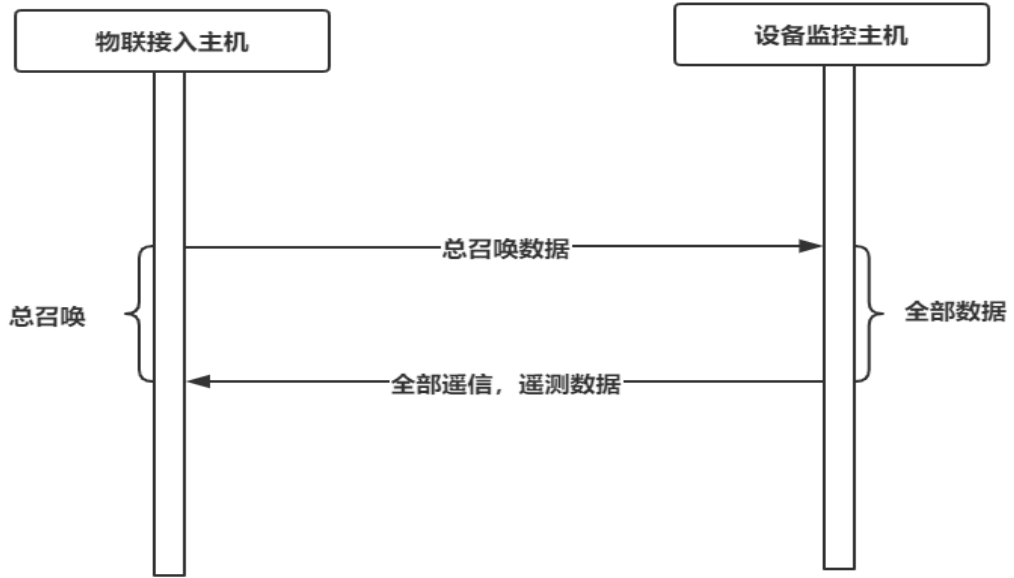 物联接入主机
设备监控主机
总召唤数据
总召唤
全部数据
全部遥信，遥测数据